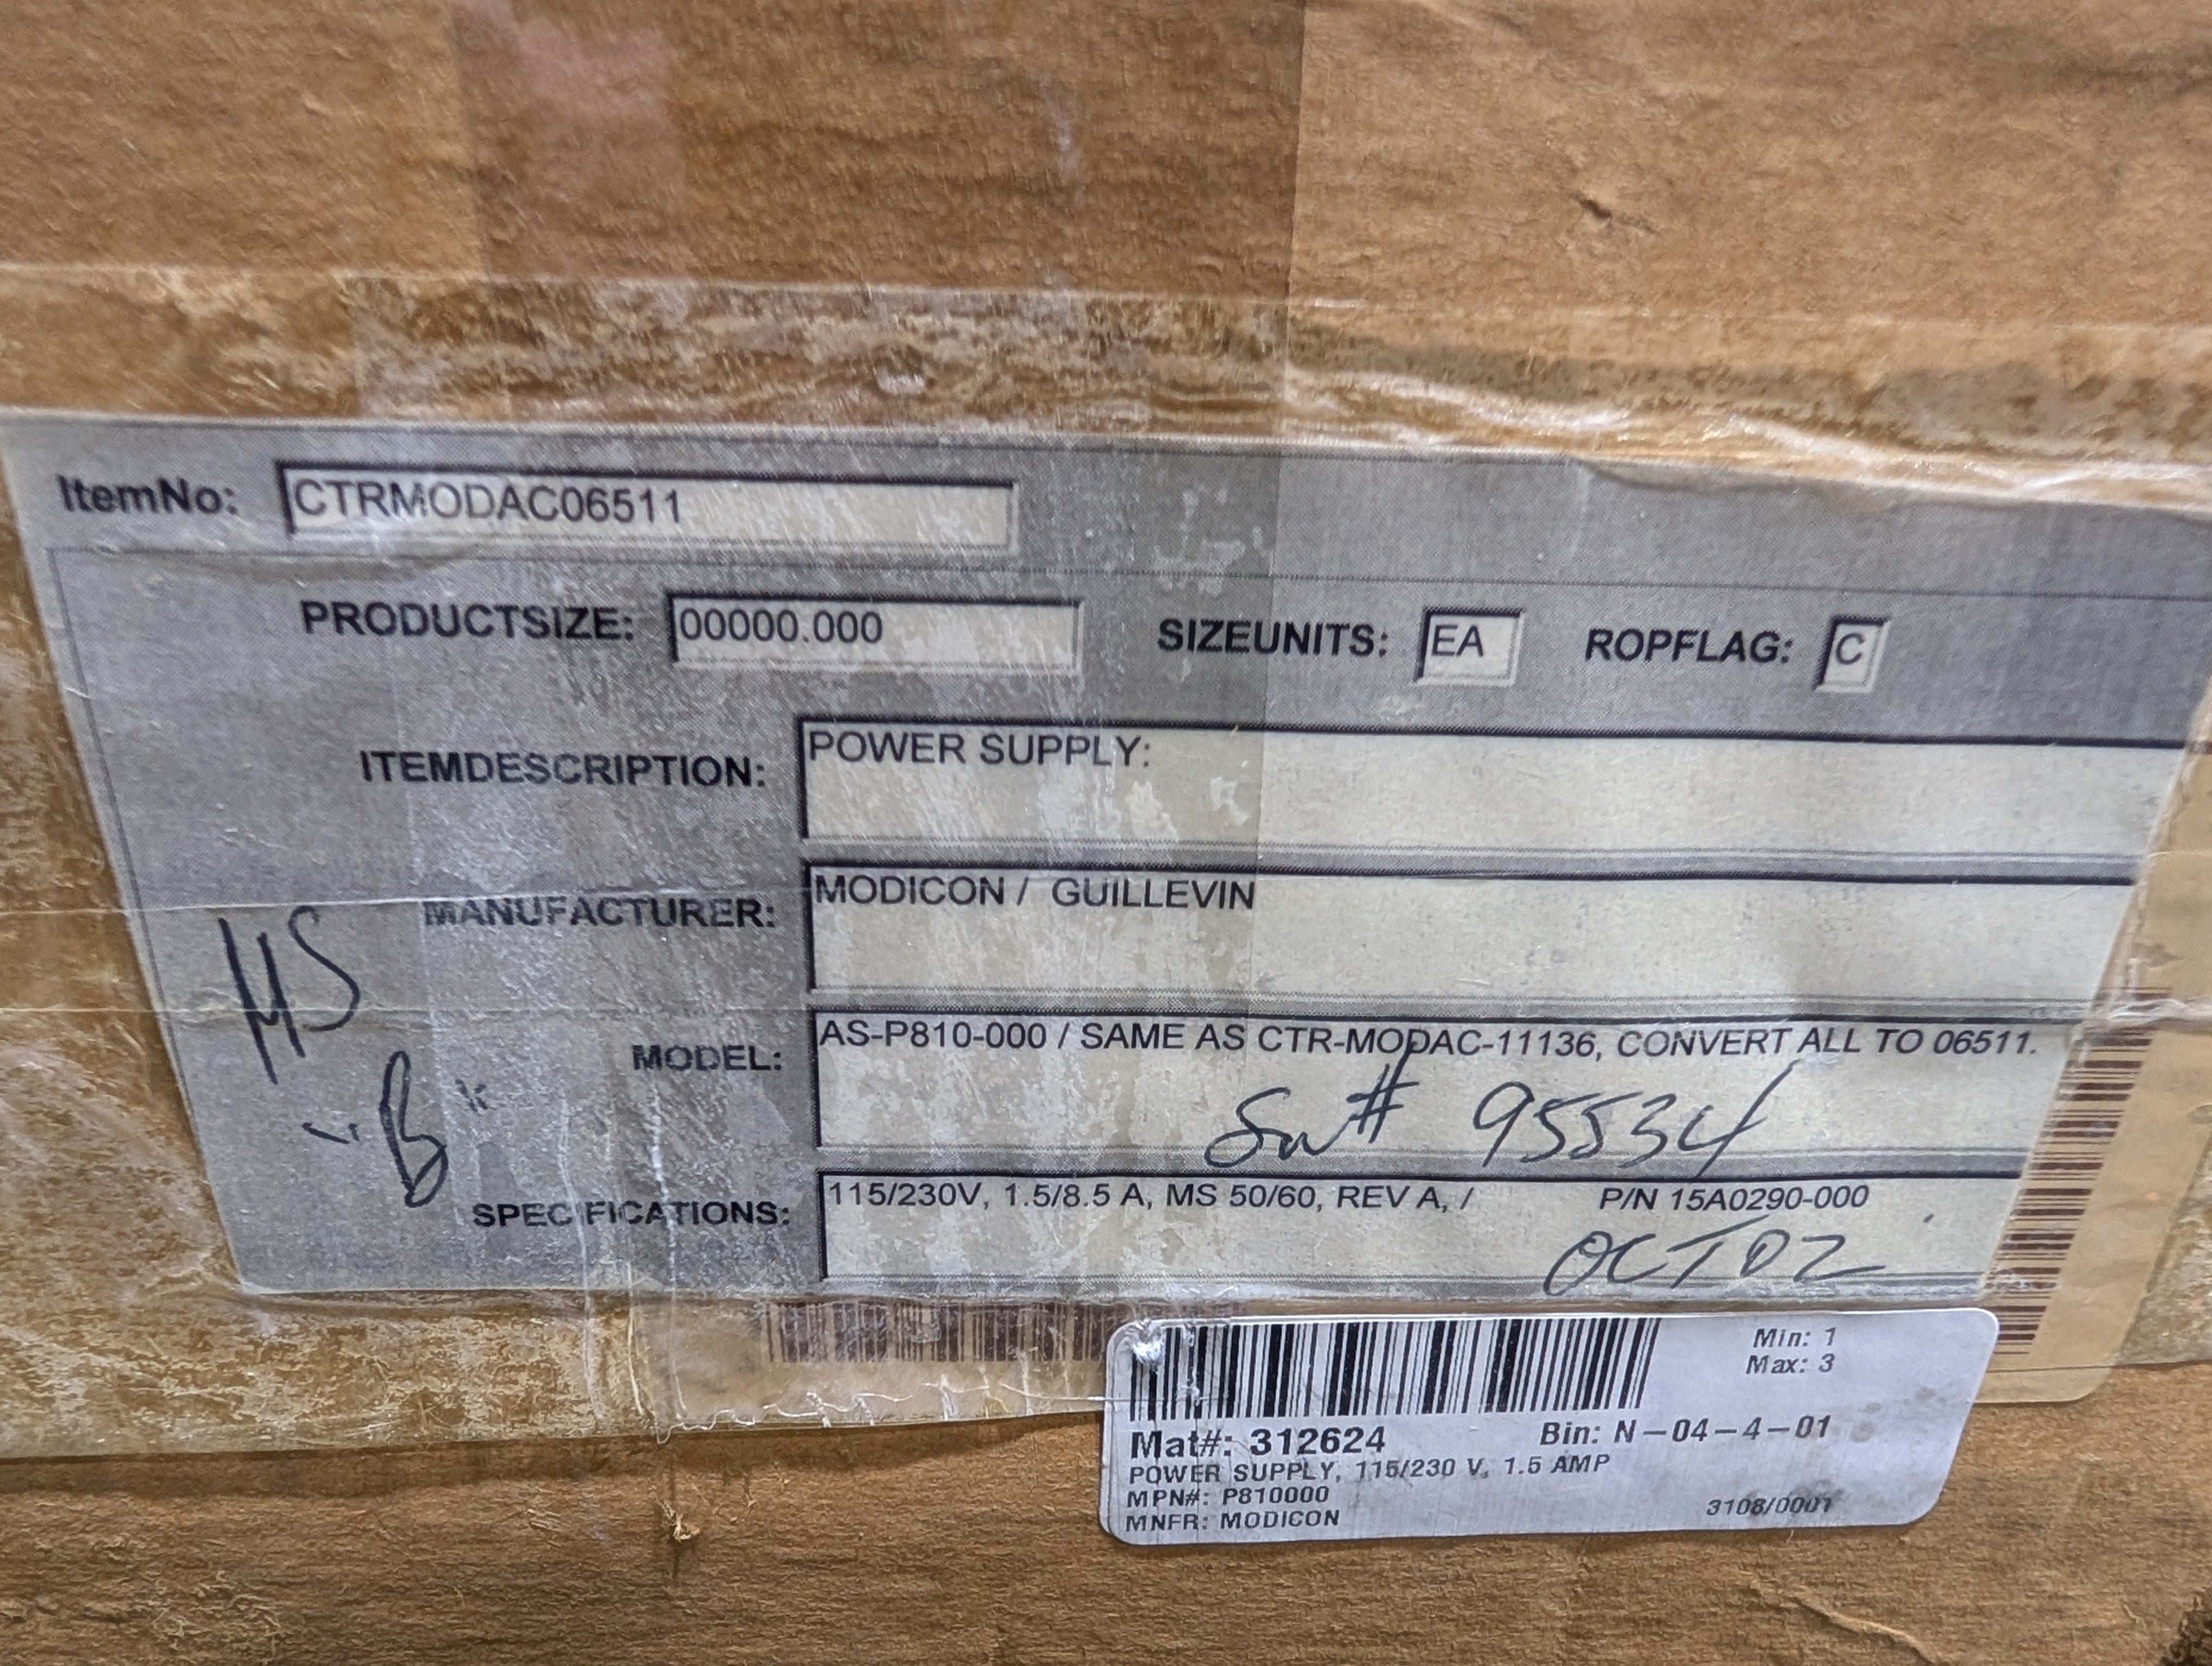 ItemNo: CTRMODAC06511
PRODUCTSIZE: 00000.000 SIZEUNITS: EA ROPFLAG: C
ITEMDESCRIPTION: POWER SUPPLY:
MANUFACTURER: MODICON / GUILLEVIN
MS
MODEL: AS-P810-000 / SAME AS CTR-MODAC-11136, CONVERT ALL TO 06511.
"B"
# 95534
SPECIFICATIONS: 115/230V, 1.5/8.5 A, MS 50/60, REV A, / P/N 15A0290-000
OCT 02
Min: 1
Max: 3
Mat#: 312624 Bin: N-04-4-01
POWER SUPPLY, 115/230 V, 1.5 AMP
MPN#: P810000
3108/0001
MNFR: MODICON